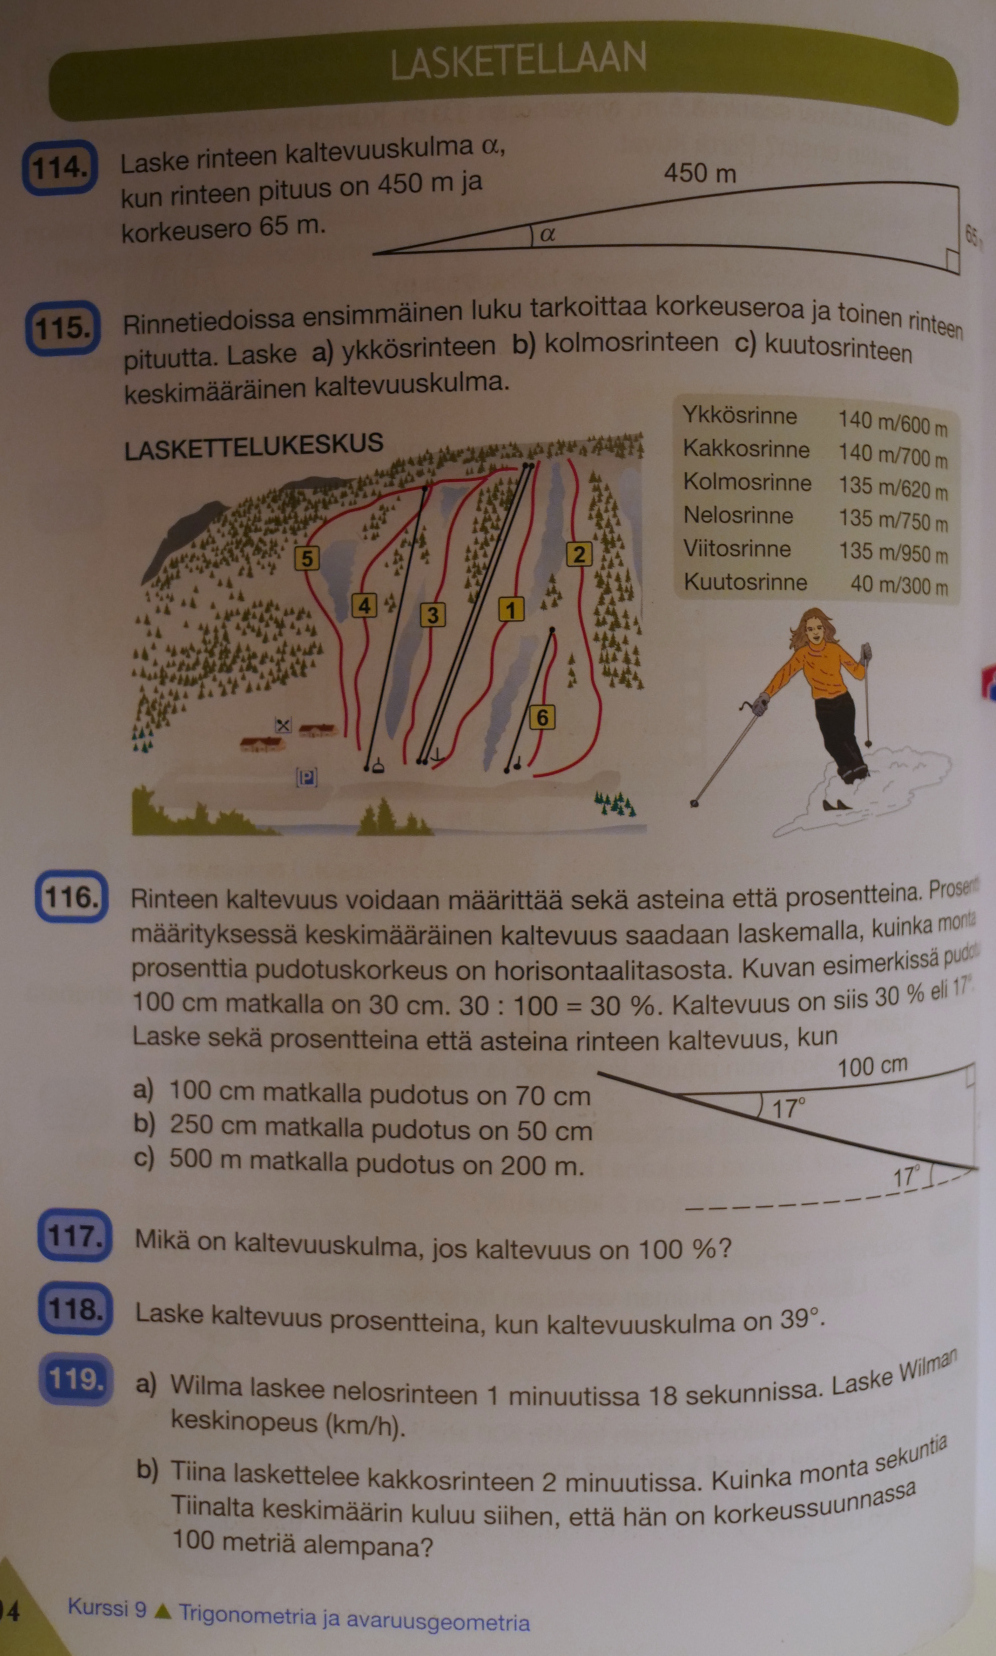 LASKETELLAAN
114.
Laske rinteen kaltevuuskulma α,
kun rinteen pituus on 450 m ja
korkeusero 65 m.
450 m
α
65
115.
Rinnetiedoissa ensimmäinen luku tarkoittaa korkeuseroa ja toinen rinteen
pituutta. Laske a) ykkösrinteen b) kolmosrinteen c) kuutosrinteen
keskimääräinen kaltevuuskulma.
LASKETTELUKESKUS
Ykkösrinne 140 m/600 m
Kakkosrinne 140 m/700 m
Kolmosrinne 135 m/620 m
Nelosrinne 135 m/750 m
Viitosrinne 135 m/950 m
Kuutosrinne 40 m/300 m
5
2
4
3
1
6
P
116.
Rinteen kaltevuus voidaan määrittää sekä asteina että prosentteina.
määrityksessä keskimääräinen kaltevuus saadaan laskemalla, kuinka monta
prosenttia pudotuskorkeus on horisontaalitasosta. Kuvan esimerkissä
100 cm matkalla on 30 cm. 30 : 100 = 30 %. Kaltevuus on siis 30 % eli 17°.
Laske sekä prosentteina että asteina rinteen kaltevuus, kun
a) 100 cm matkalla pudotus on 70 cm
b) 250 cm matkalla pudotus on 50 cm
c) 500 m matkalla pudotus on 200 m.
100 cm
17°
17°
117.
Mikä on kaltevuuskulma, jos kaltevuus on 100 %?
118.
Laske kaltevuus prosentteina, kun kaltevuuskulma on 39°.
119.
a) Wilma laskee nelosrinteen 1 minuutissa 18 sekunnissa. Laske Wilman
keskinopeus (km/h).
b) Tiina laskettelee kakkosrinteen 2 minuutissa. Kuinka monta sekuntia
Tiinalta keskimäärin kuluu siihen, että hän on korkeussuunnassa
100 metriä alempana?
4
Kurssi 9 ▲ Trigonometria ja avaruusgeometria